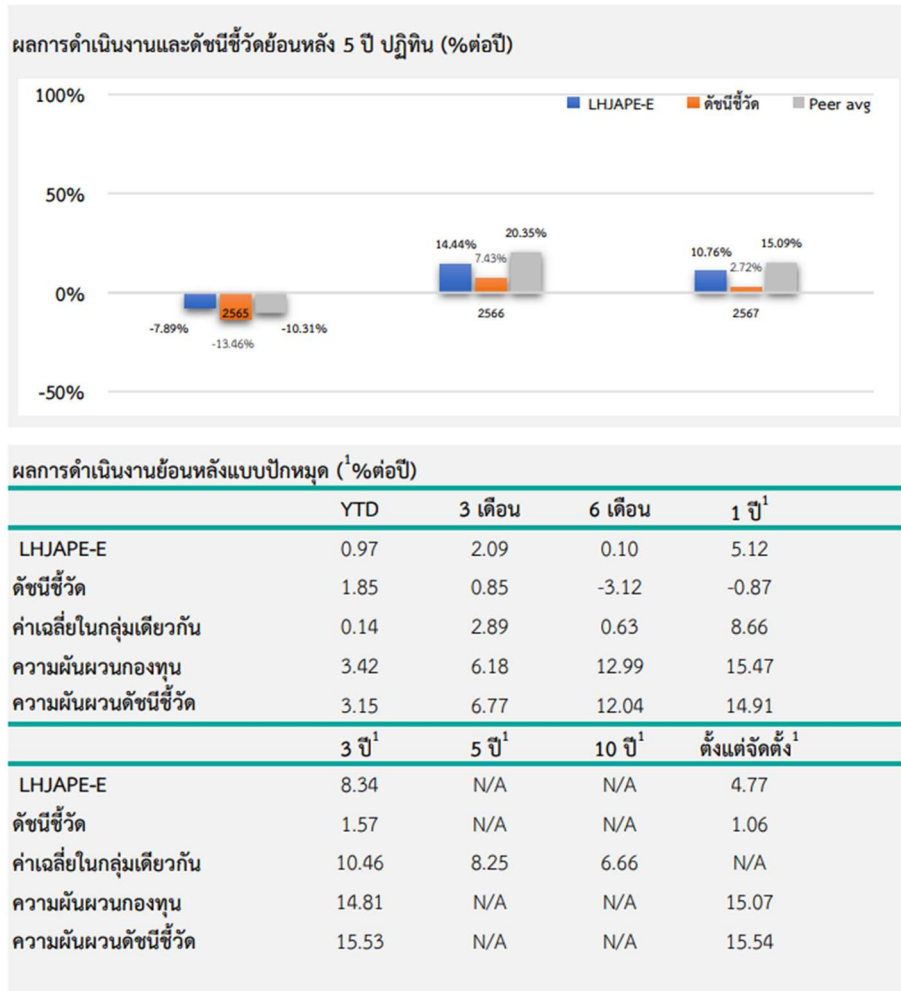 ผลการดำเนินงานและดัชนีชี้วัดย้อนหลัง 5 ปี ปฏิทิน (%ต่อปี)
100%
LHJAPE-E ดัชนีชี้วัด Peer avg
50%
14.44% 7.43% 20.35%
10.76% 2.72% 15.09%
0%
2565 2566 2567
-7.89% -13.46% -10.31%
-50%
ผลการดำเนินงานย้อนหลังแบบปักหมุด (1%ต่อปี)
YTD 3 เดือน 6 เดือน 1 ปี1
LHJAPE-E 0.97 2.09 0.10 5.12
ดัชนีชี้วัด 1.85 0.85 -3.12 -0.87
ค่าเฉลี่ยในกลุ่มเดียวกัน 0.14 2.89 0.63 8.66
ความผันผวนกองทุน 3.42 6.18 12.99 15.47
ความผันผวนดัชนีชี้วัด 3.15 6.77 12.04 14.91
3 ปี1 5 ปี1 10 ปี1 ตั้งแต่จัดตั้ง1
LHJAPE-E 8.34 N/A N/A 4.77
ดัชนีชี้วัด 1.57 N/A N/A 1.06
ค่าเฉลี่ยในกลุ่มเดียวกัน 10.46 8.25 6.66 N/A
ความผันผวนกองทุน 14.81 N/A N/A 15.07
ความผันผวนดัชนีชี้วัด 15.53 N/A N/A 15.54